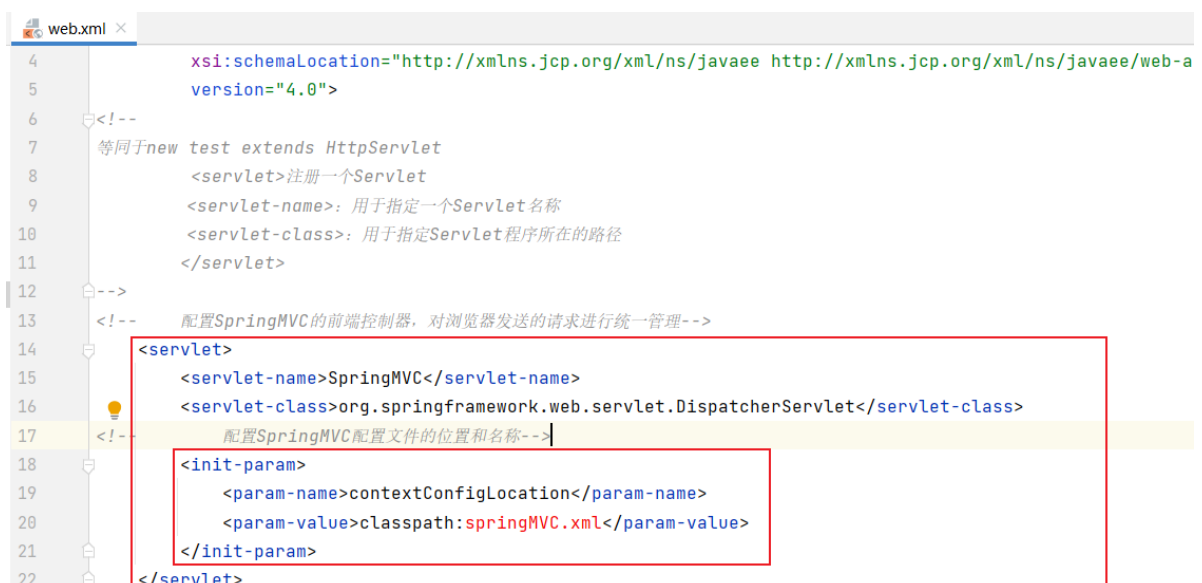 web.xml
4 xsi:schemaLocation="http://xmlns.jcp.org/xml/ns/javaee http://xmlns.jcp.org/xml/ns/javaee/web-a
5 version="4.0">
6 <!--
7 等同于new test extends HttpServlet
8 <servlet>注册一个Servlet
9 <servlet-name>：用于指定一个Servlet名称
10 <servlet-class>：用于指定Servlet程序所在的路径
11 </servlet>
12 -->
13 <!-- 配置SpringMVC的前端控制器，对浏览器发送的请求进行统一管理-->
14 <servlet>
15 <servlet-name>SpringMVC</servlet-name>
16 <servlet-class>org.springframework.web.servlet.DispatcherServlet</servlet-class>
17 <!-- 配置SpringMVC配置文件的位置和名称-->
18 <init-param>
19 <param-name>contextConfigLocation</param-name>
20 <param-value>classpath:springMVC.xml</param-value>
21 </init-param>
22 </servlet>